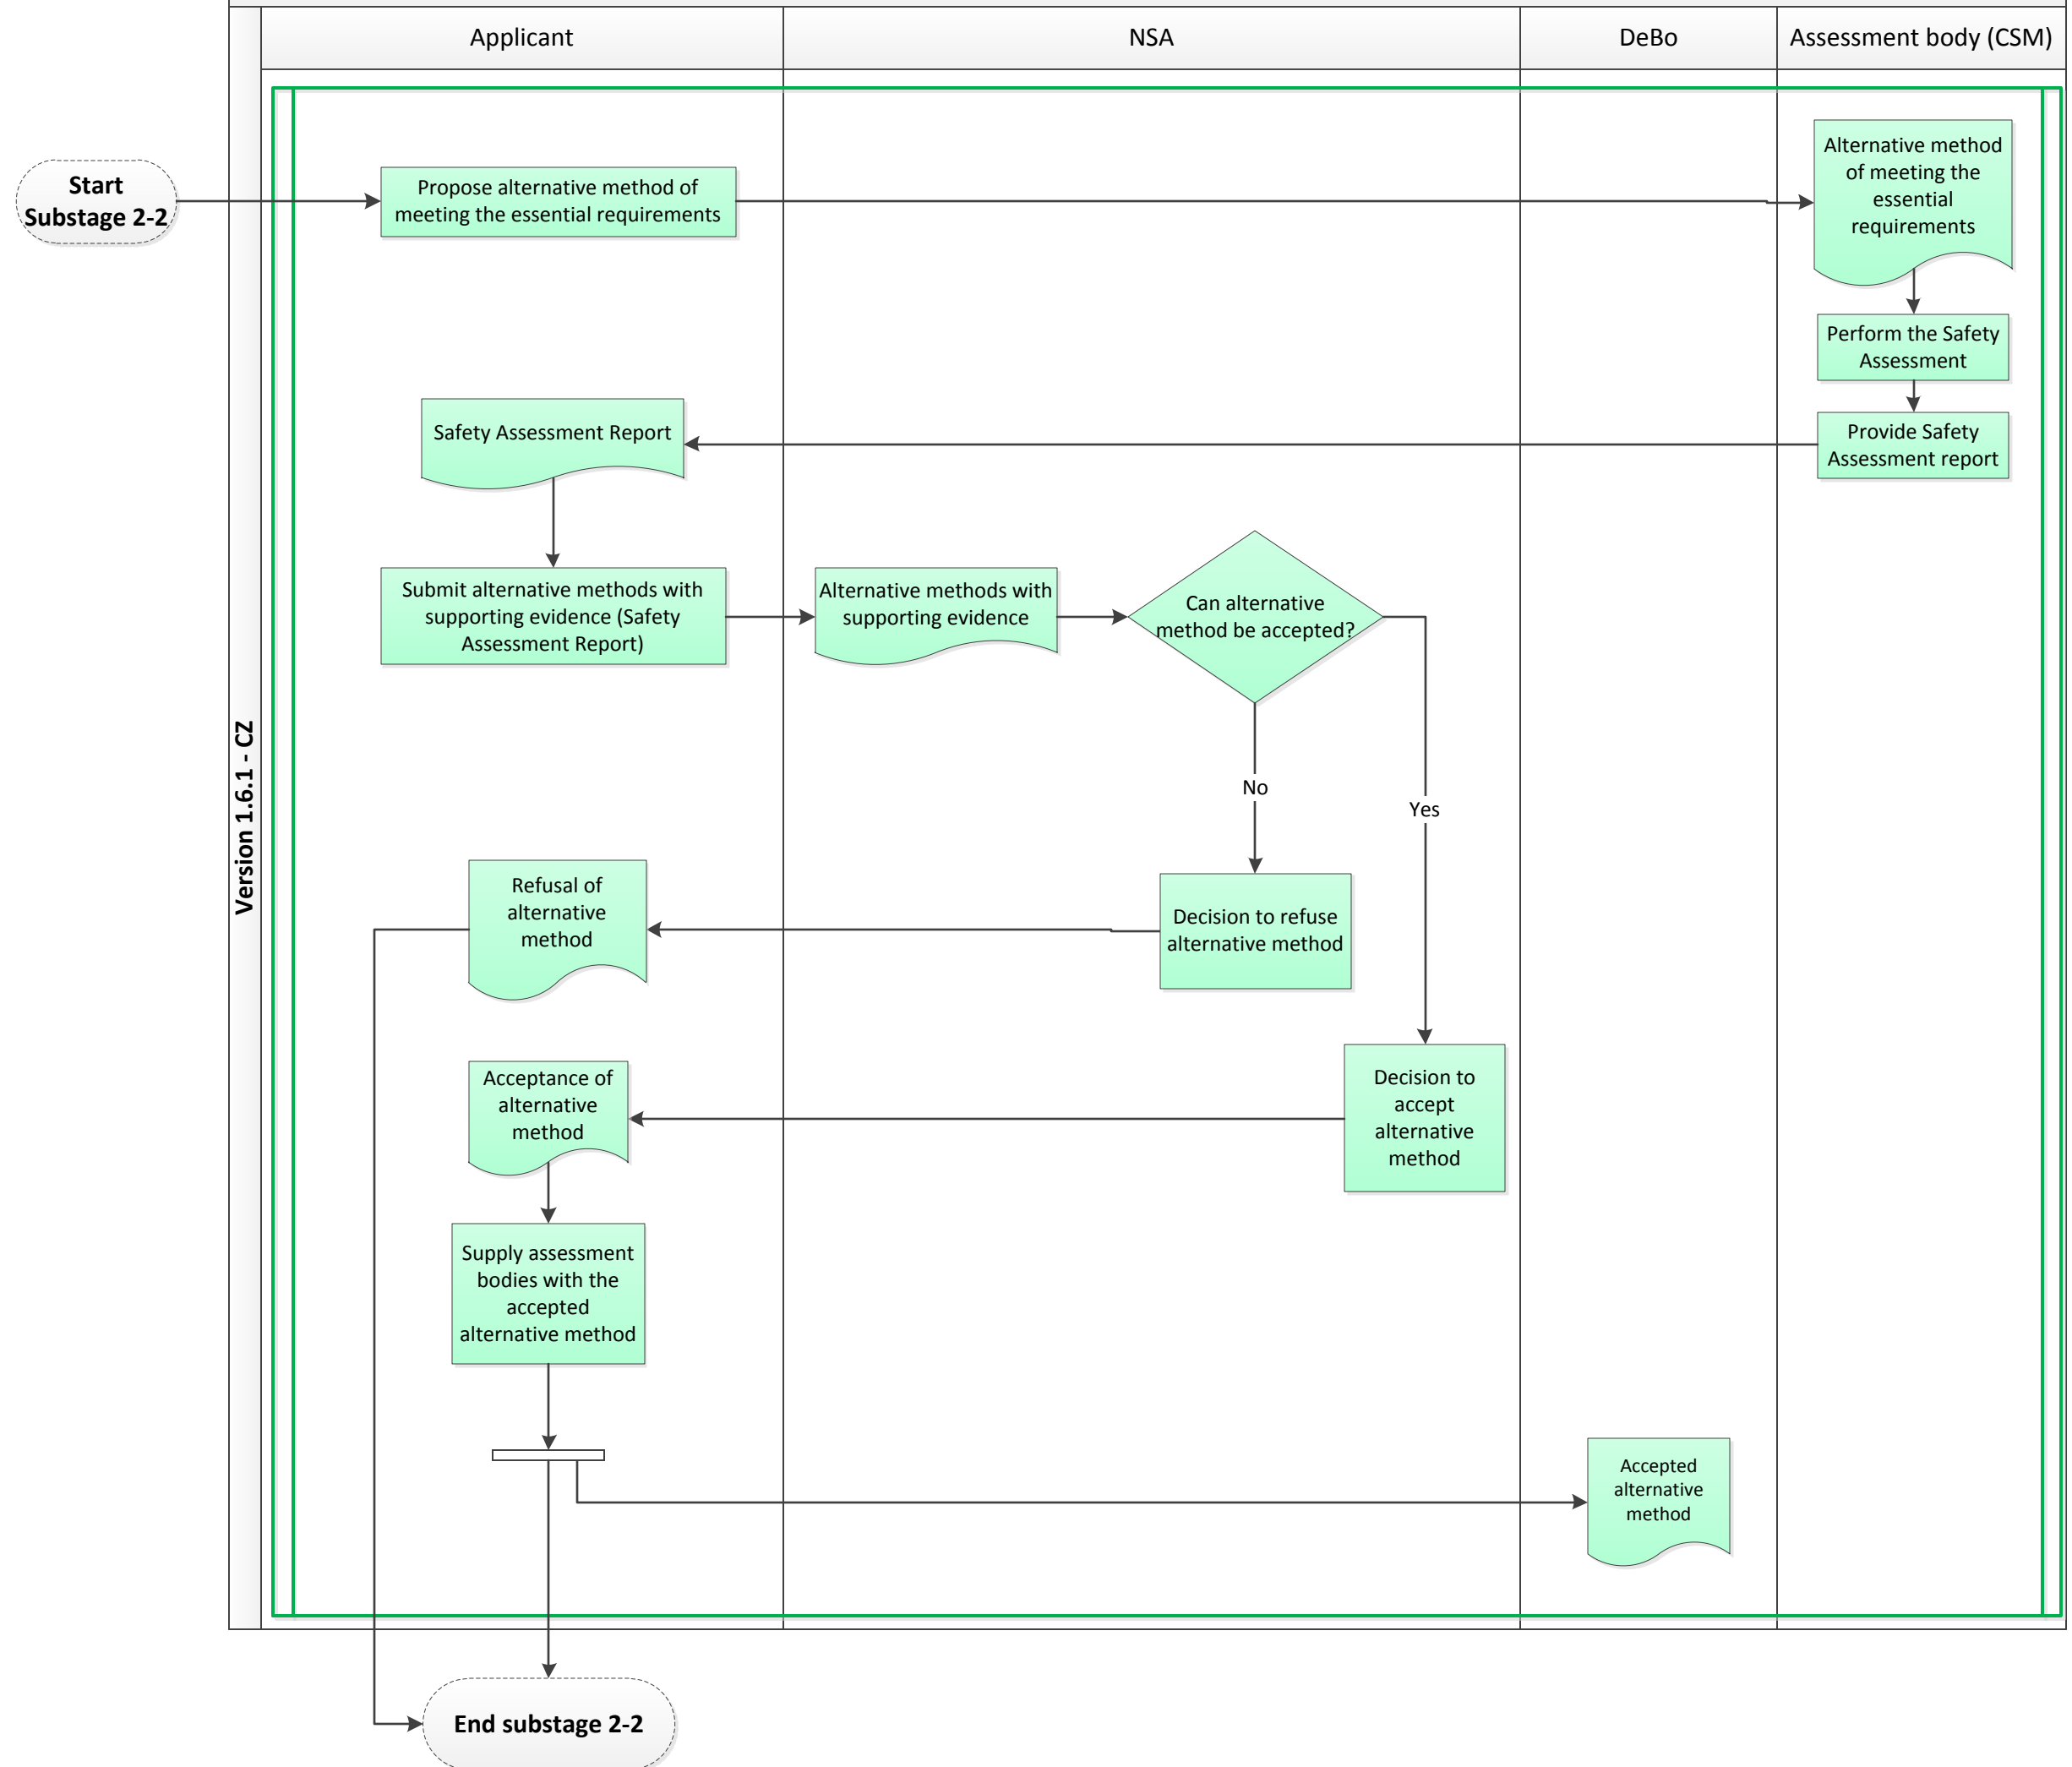 Applicant
NSA
DeBo
Assessment body (CSM)
Version 1.6.1 - CZ
Start
Substage 2-2
Propose alternative method of
meeting the essential requirements
Alternative method
of meeting the
essential
requirements
Perform the Safety
Assessment
Provide Safety
Assessment report
Safety Assessment Report
Submit alternative methods with
supporting evidence (Safety
Assessment Report)
Alternative methods with
supporting evidence
Can alternative
method be accepted?
No
Yes
Decision to refuse
alternative method
Refusal of
alternative
method
Decision to
accept
alternative
method
Acceptance of
alternative
method
Supply assessment
bodies with the
accepted
alternative method
Accepted
alternative
method
End substage 2-2